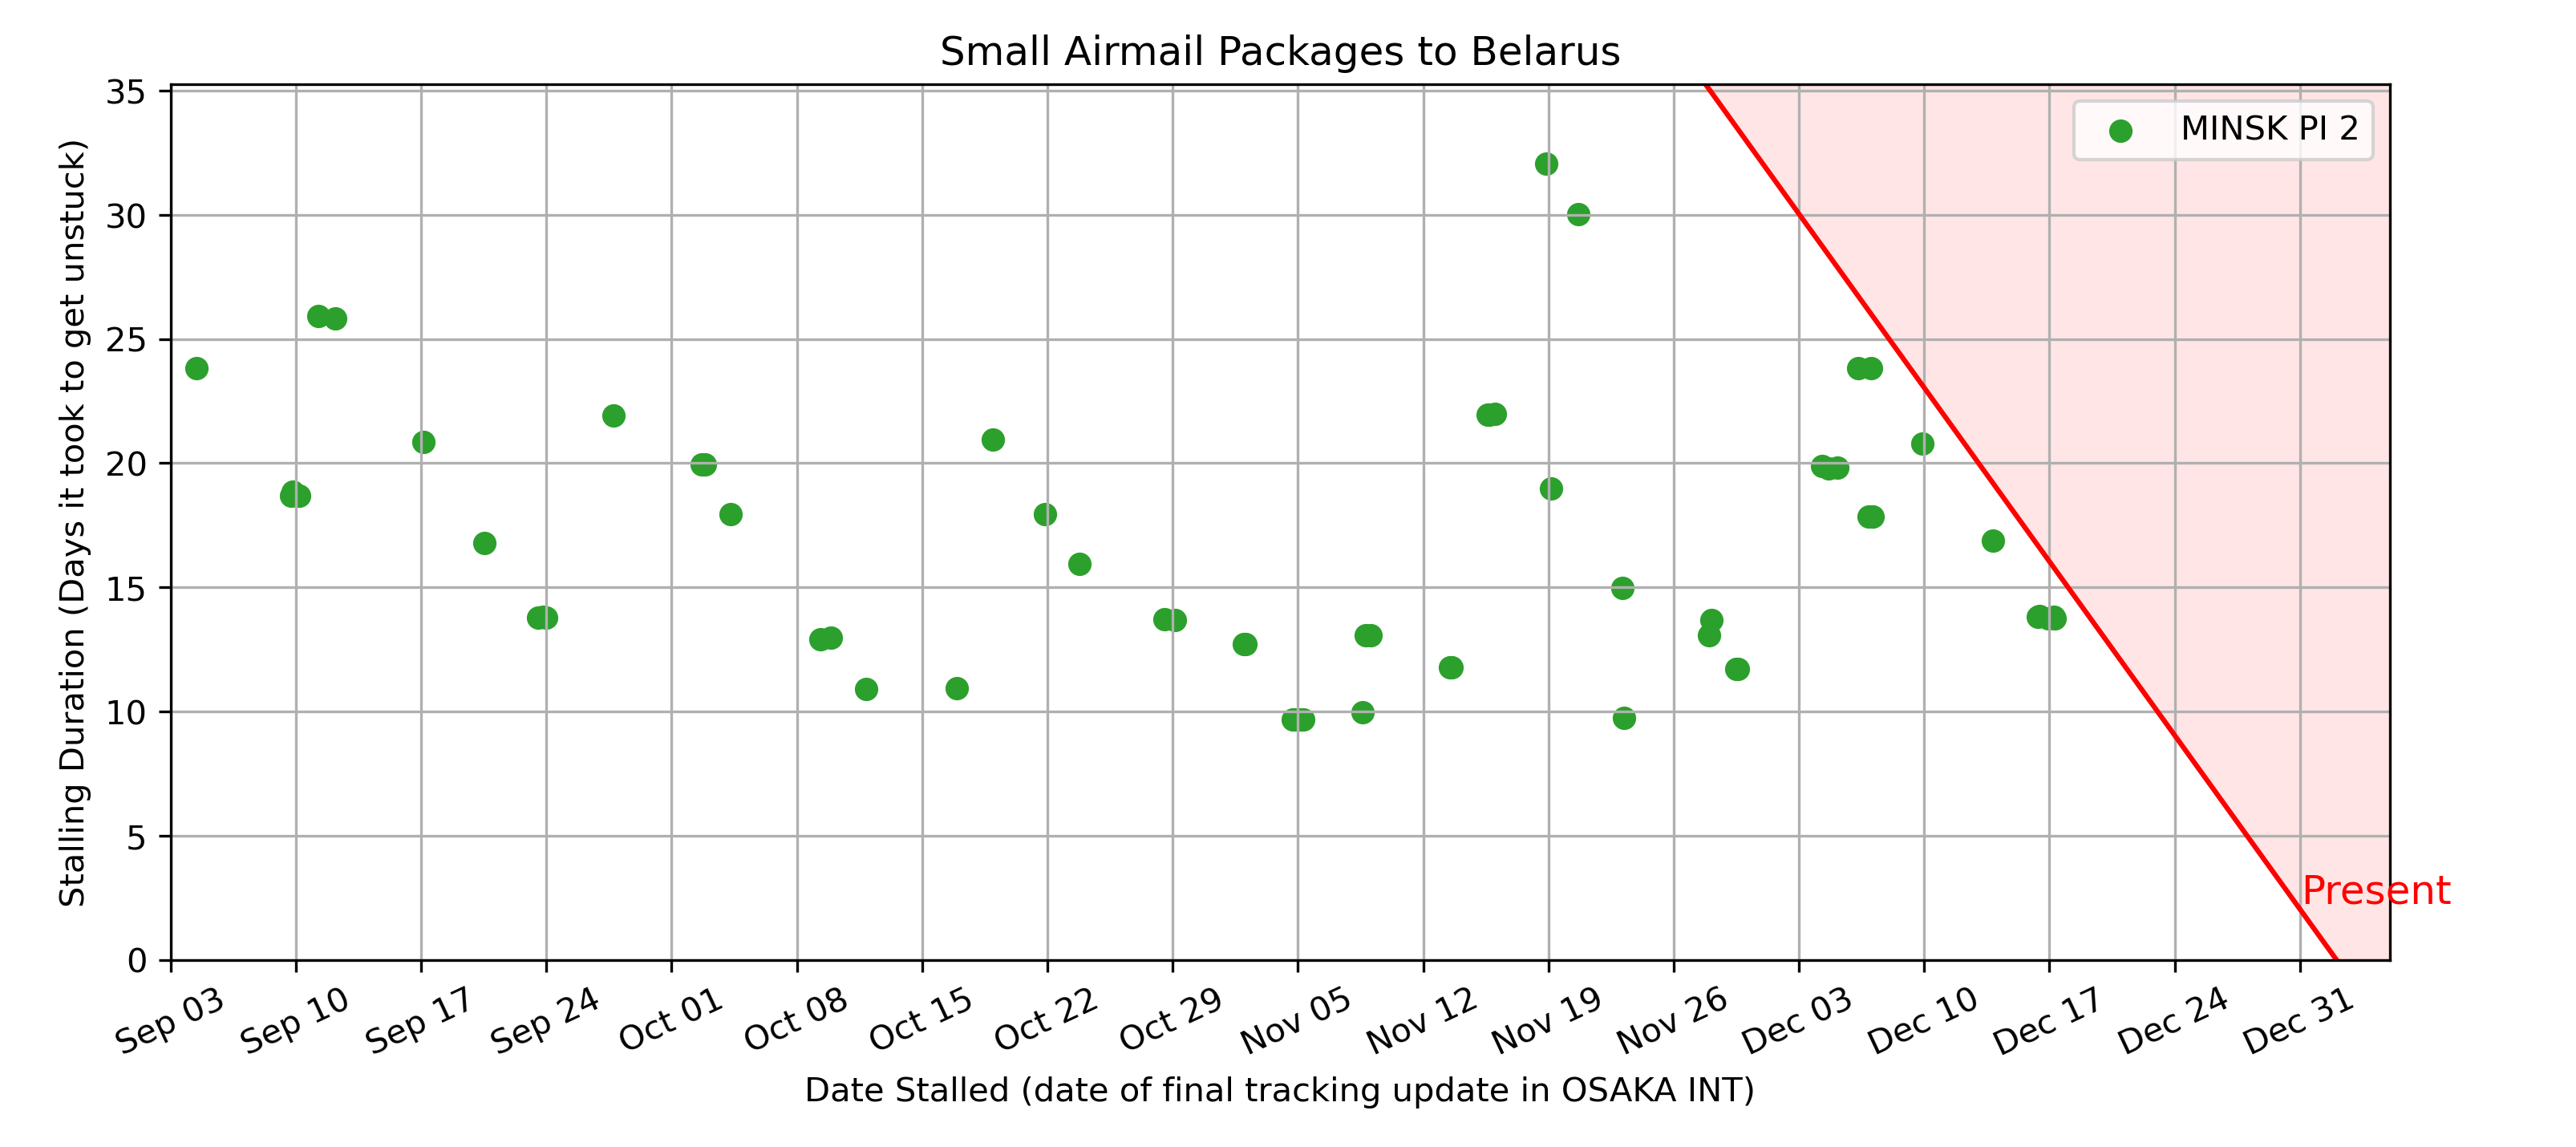 Small Airmail Packages to Belarus
MINSK PI 2
35
30
25
20
15
10
5
0
Stalling Duration (Days it took to get unstuck)
Present
Sep 03
Sep 10
Sep 17
Sep 24
Oct 01
Oct 08
Oct 15
Oct 22
Oct 29
Nov 05
Nov 12
Nov 19
Nov 26
Dec 03
Dec 10
Dec 17
Dec 24
Dec 31
Date Stalled (date of final tracking update in OSAKA INT)